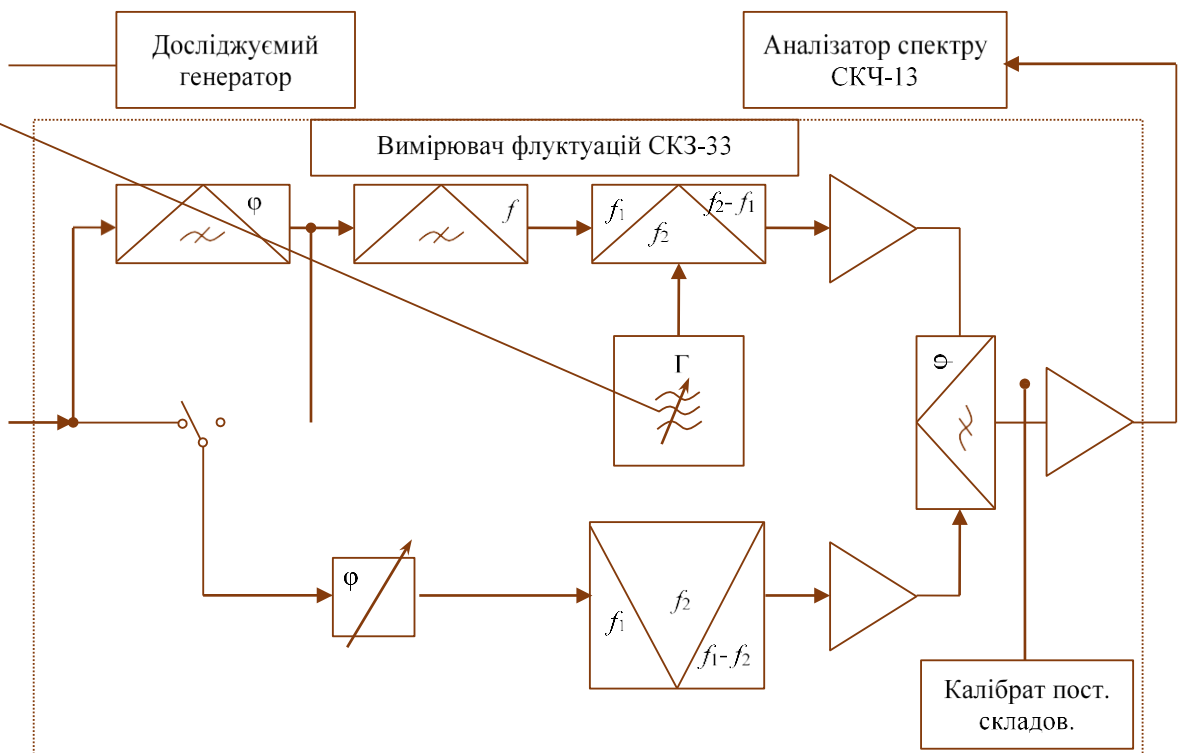 Досліджуємий
генератор
Аналізатор спектру
СКЧ-13
Вимірювач флуктуацій СКЗ-33
φ
f
f1
f2
f2- f1
Г
φ
φ
f1
f2
f1- f2
Калібрат пост.
складов.